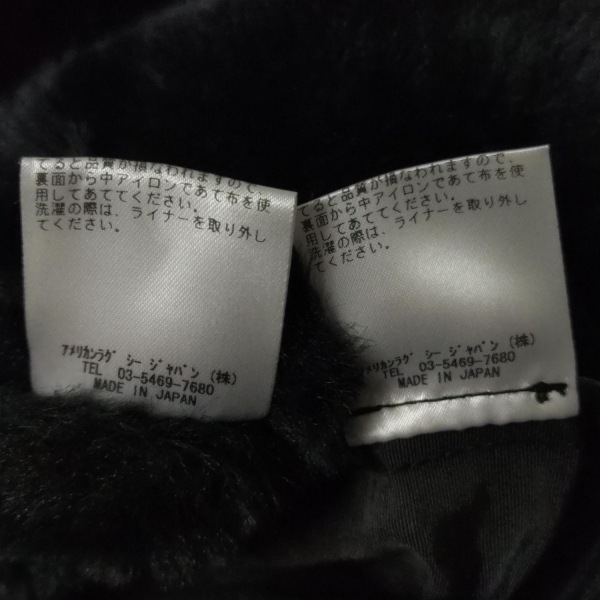 てると品質が損なわれますので、
裏面から中アイロンであて布を使
用してあててください。
洗濯の際は、ライナーを取り外し
てください。
アメリカンラグ シー ジャパン (株)
TEL 03-5469-7680
MADE IN JAPAN
てると品質が損なわれますので、
裏面から中アイロンであて布を使
用してあててください。
洗濯の際は、ライナーを取り外し
てください。
アメリカンラグ シー ジャパン (株)
TEL 03-5469-7680
MADE IN JAPAN